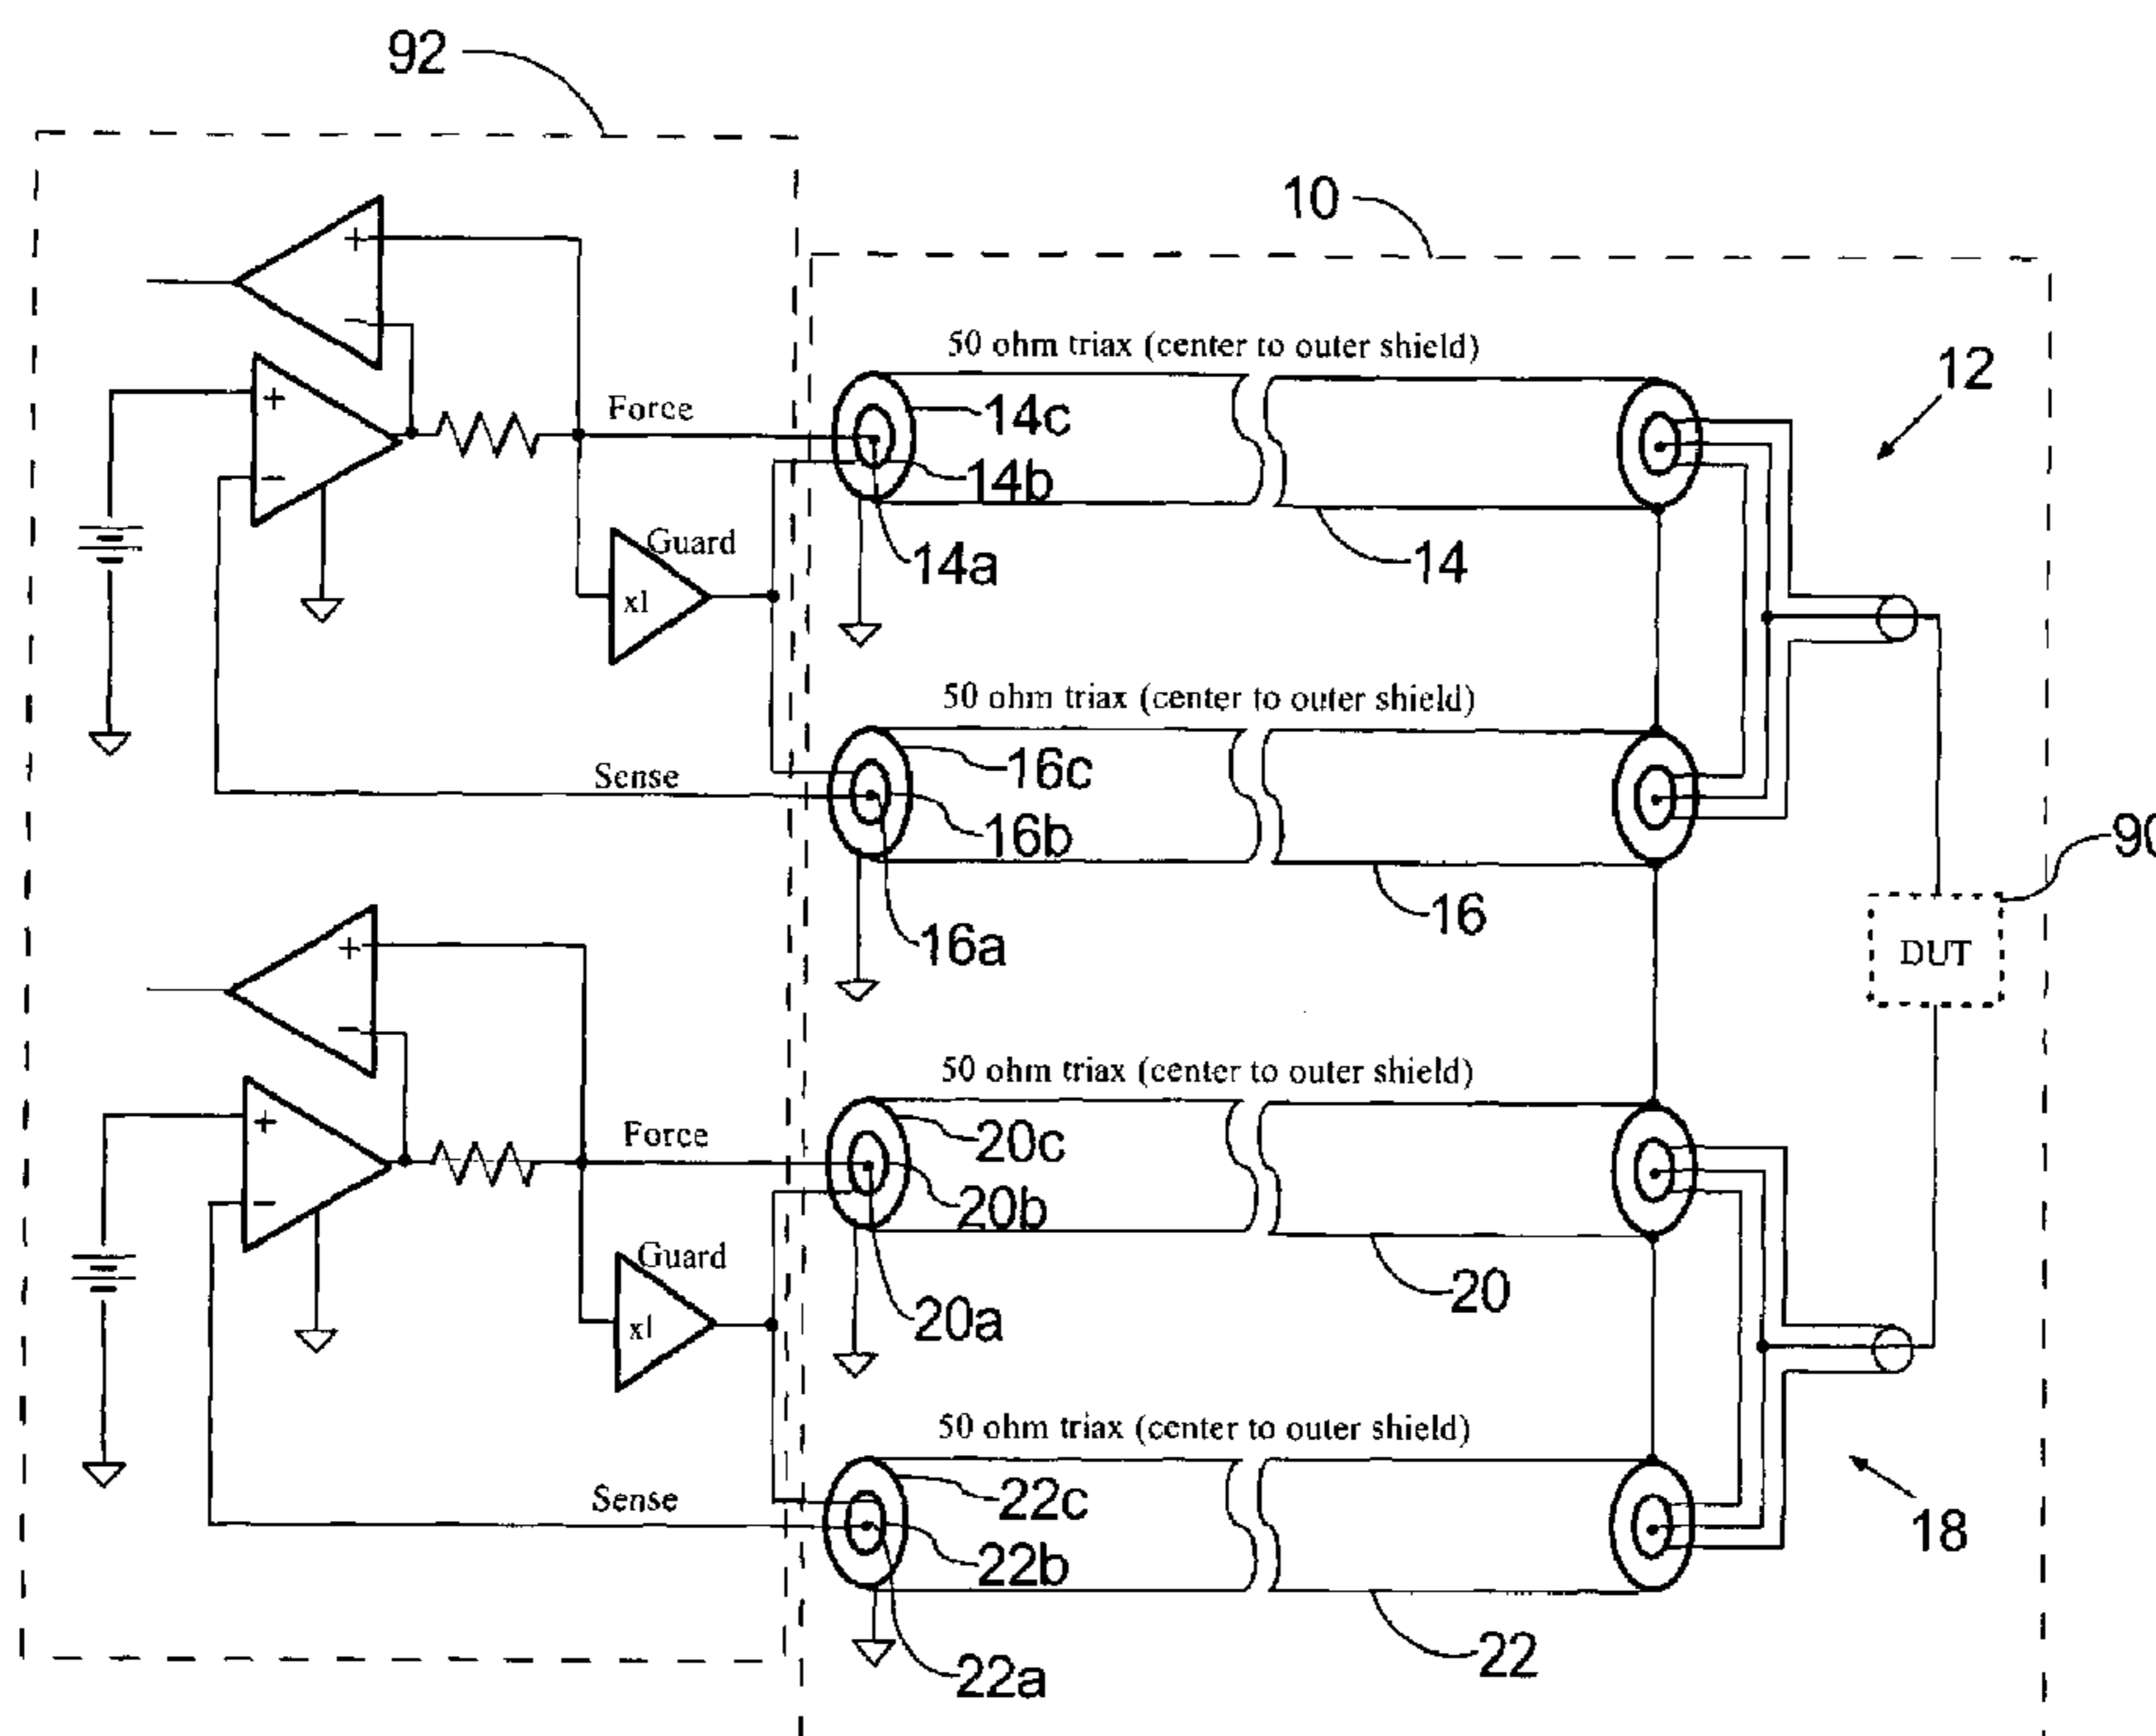 92
10
50 ohm triax (center to outer shield)
12
+
−
+
−
Force
14c
14b
14a
14
Guard
x1
50 ohm triax (center to outer shield)
16c
16b
16a
16
Sense
90
DUT
+
−
+
−
50 ohm triax (center to outer shield)
Force
20c
20b
20a
20
Guard
x1
50 ohm triax (center to outer shield)
22c
22b
22a
22
Sense
18